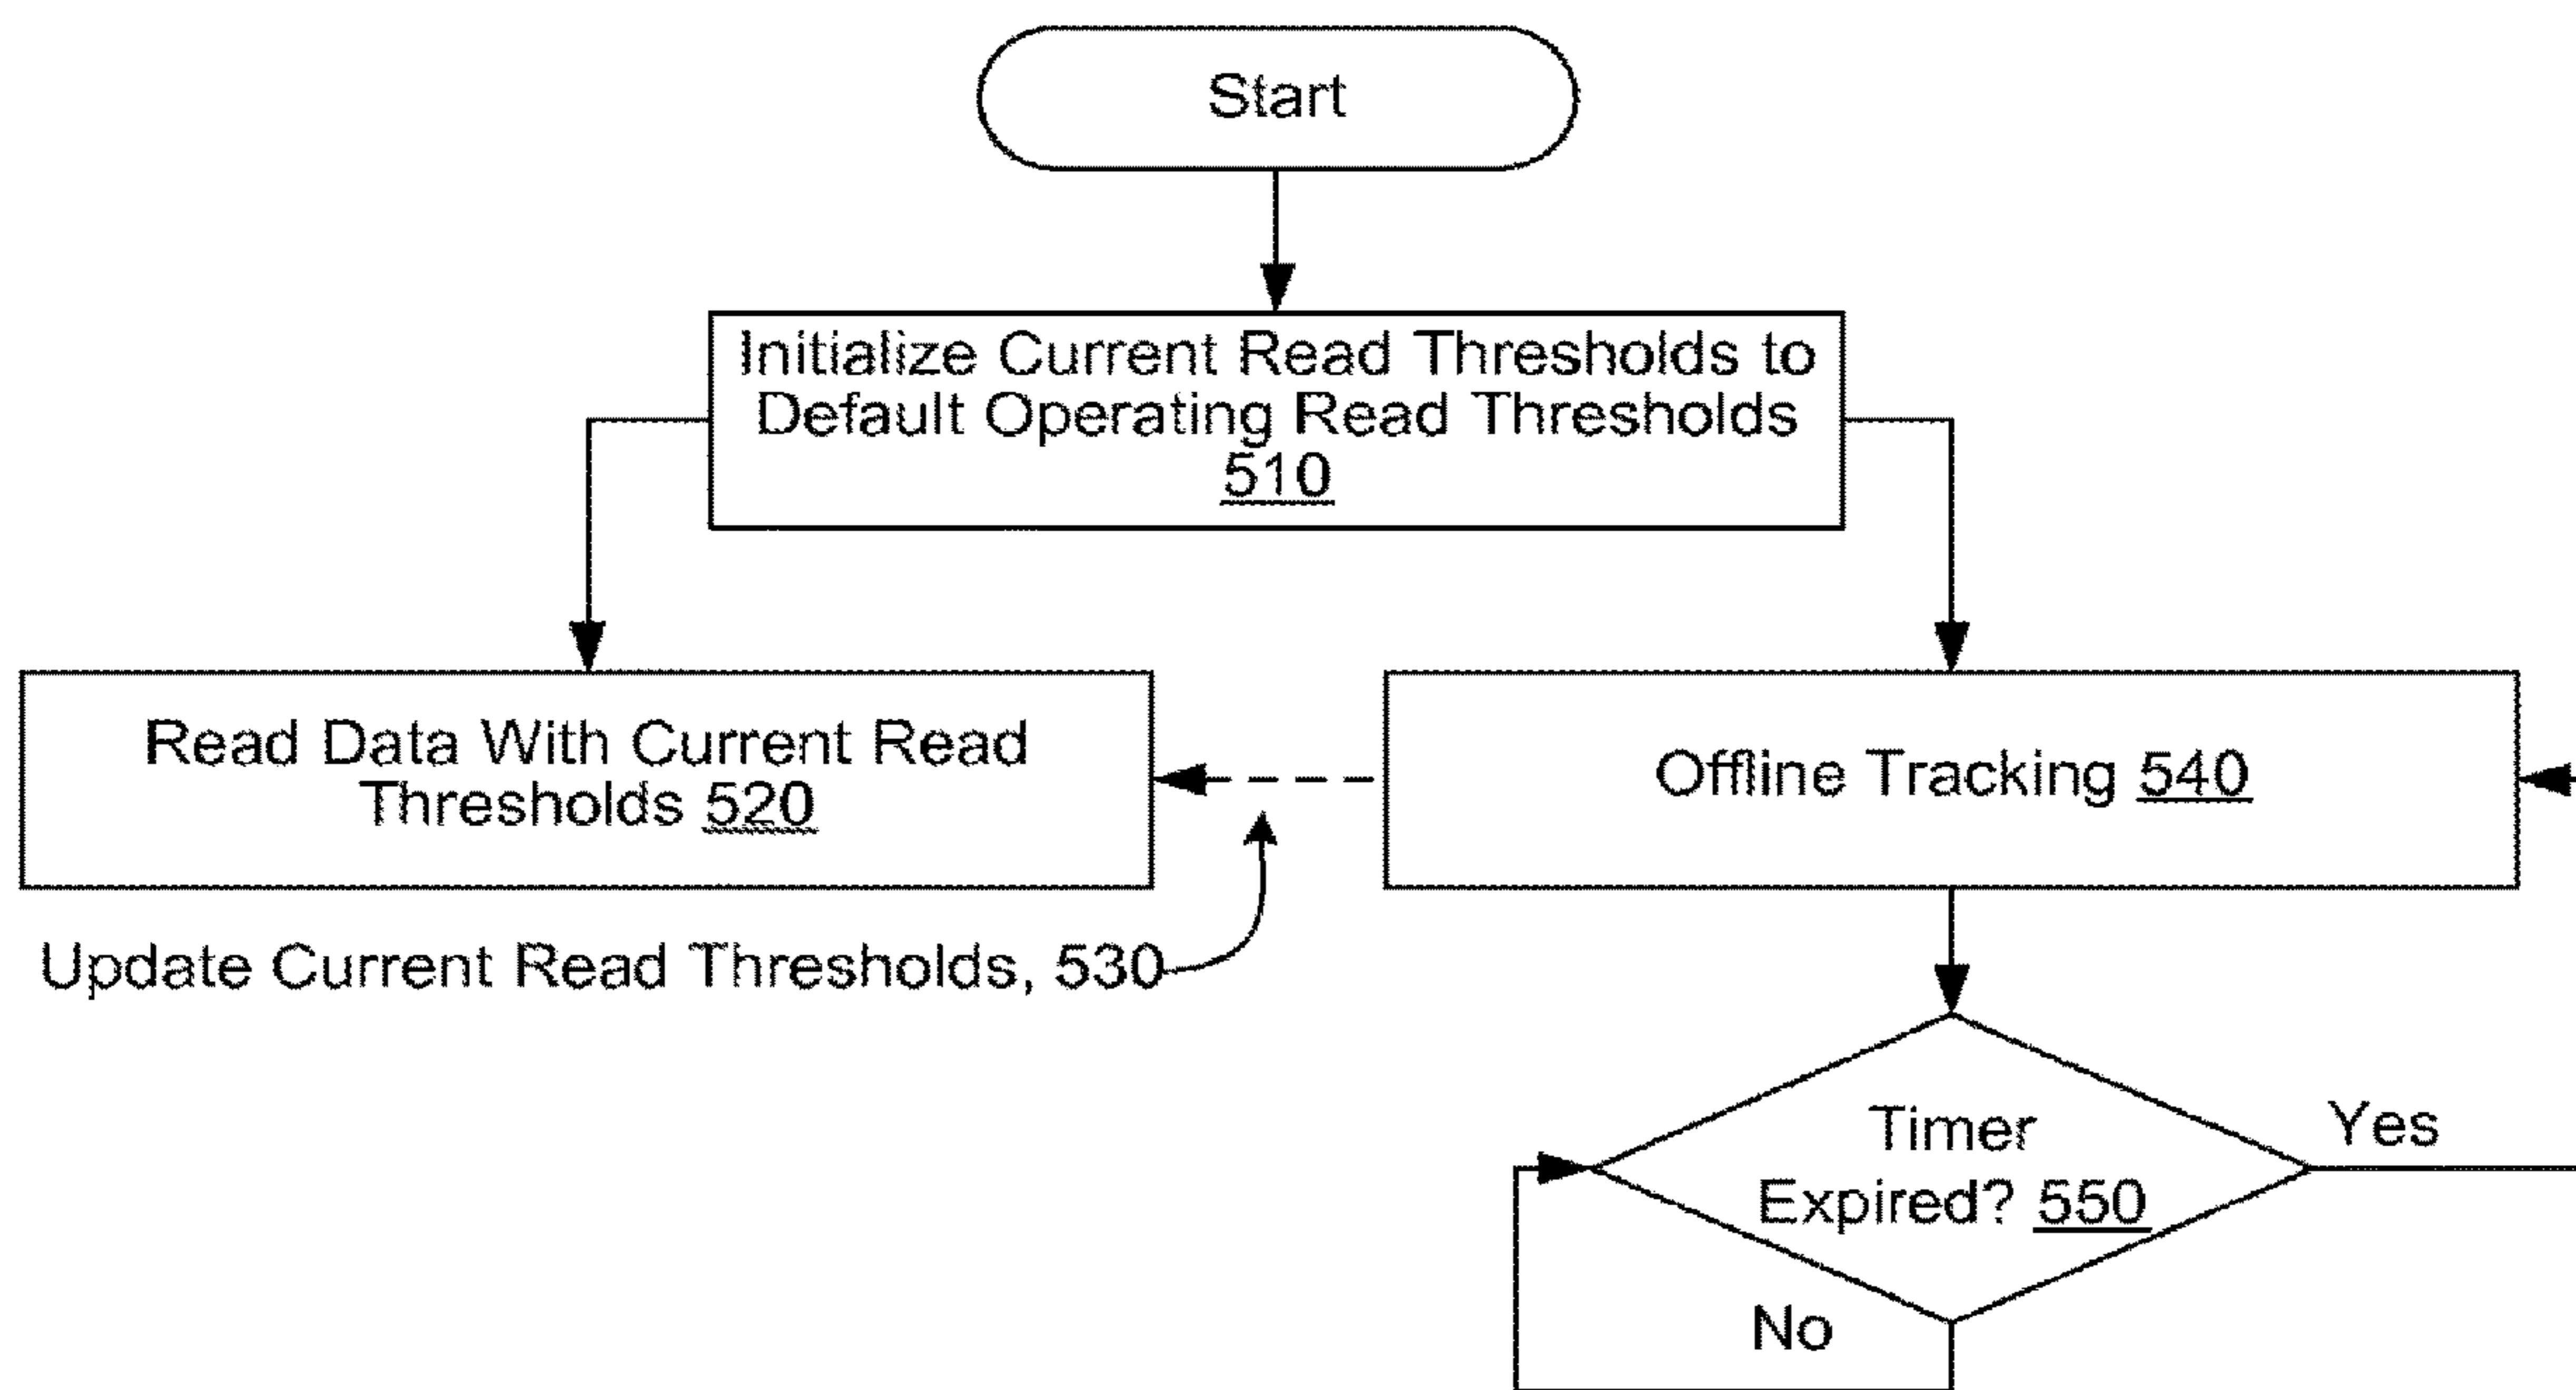 Start
Initialize Current Read Thresholds to
Default Operating Read Thresholds
510
Read Data With Current Read
Thresholds 520
Offline Tracking 540
Update Current Read Thresholds, 530
Timer
Expired? 550
Yes
No